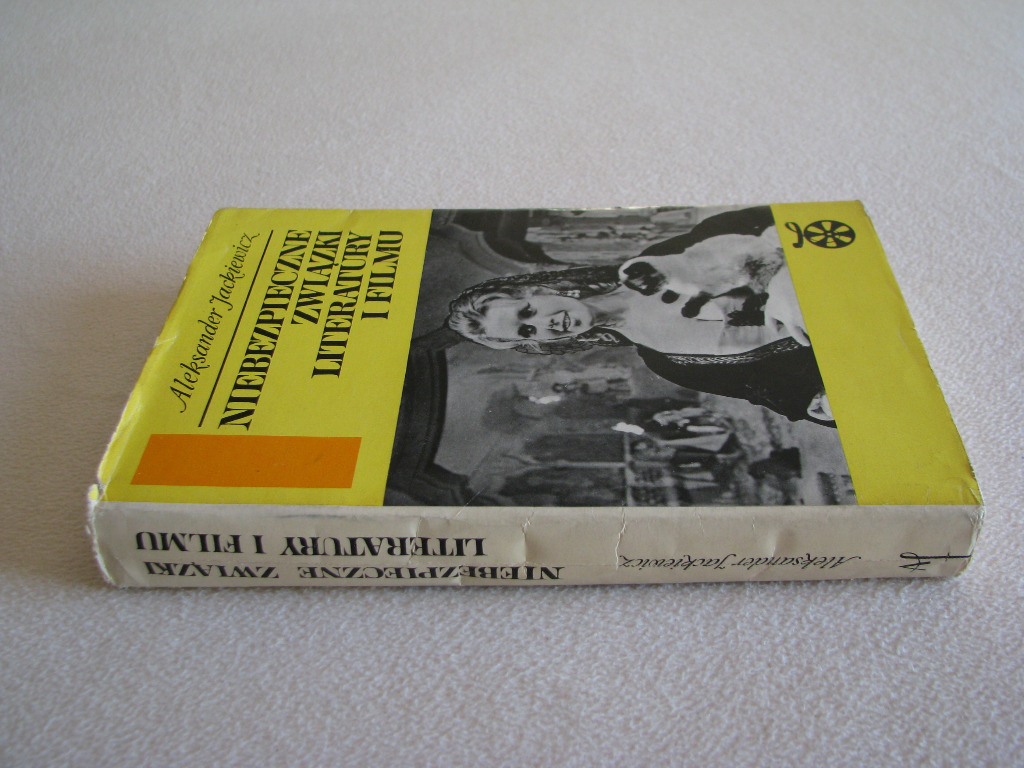 Aleksander Jackiewicz
NIEBEZPIECZNE
ZWIĄZKI
LITERATURY
I FILMU
NIEBEZPIECZNE ZWIĄZKI
LITERATURY I FILMU
Aleksander Jackiewicz